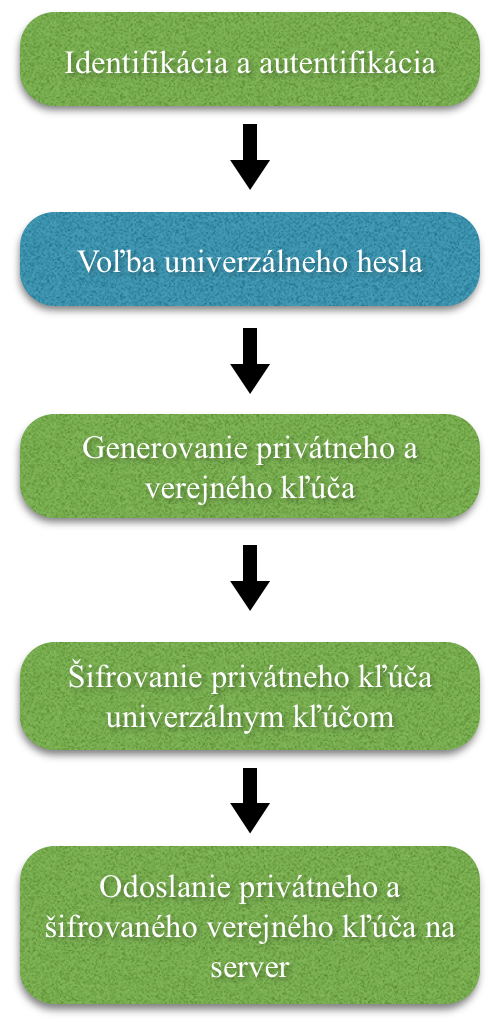 Identifikácia a autentifikácia
Voľba univerzálneho hesla
Generovanie privátneho a
verejného kľúča
Šifrovanie privátneho kľúča
univerzálnym kľúčom
Odoslanie privátneho a
šifrovaného verejného kľúča na
server